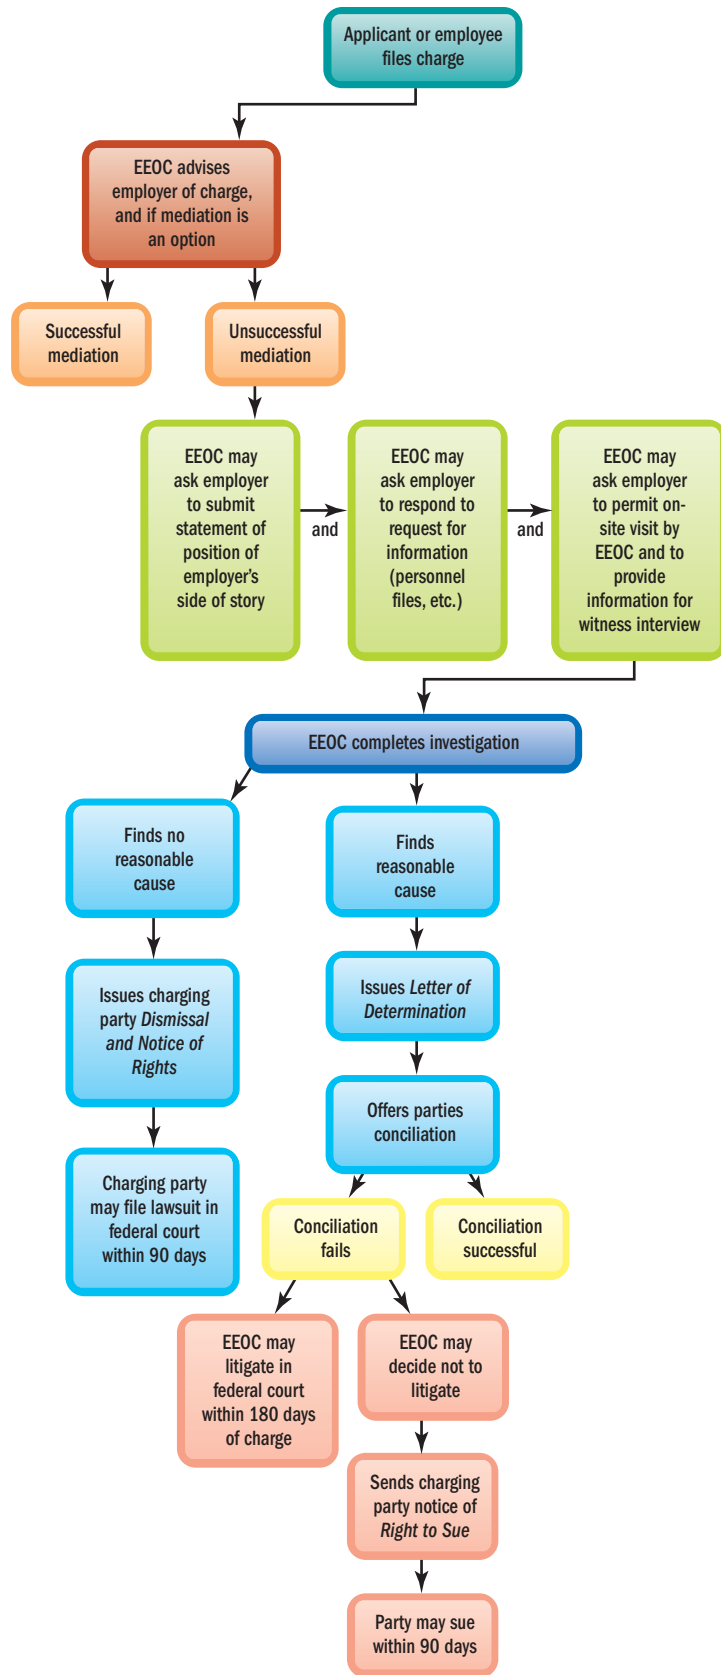 Applicant or employee
files charge
EEOC advises
employer of charge,
and if mediation is
an option
Successful
mediation
Unsuccessful
mediation
EEOC may
ask employer
to submit
statement of
position of
employer’s
side of story
and
EEOC may
ask employer
to respond to
request for
information
(personnel
files, etc.)
and
EEOC may
ask employer
to permit on-
site visit by
EEOC and to
provide
information for
witness interview
EEOC completes investigation
Finds no
reasonable
cause
Finds
reasonable
cause
Issues charging
party Dismissal
and Notice of
Rights
Issues Letter of
Determination
Offers parties
conciliation
Charging party
may file lawsuit in
federal court
within 90 days
Conciliation
fails
Conciliation
successful
EEOC may
litigate in
federal court
within 180 days
of charge
EEOC may
decide not to
litigate
Sends charging
party notice of
Right to Sue
Party may sue
within 90 days